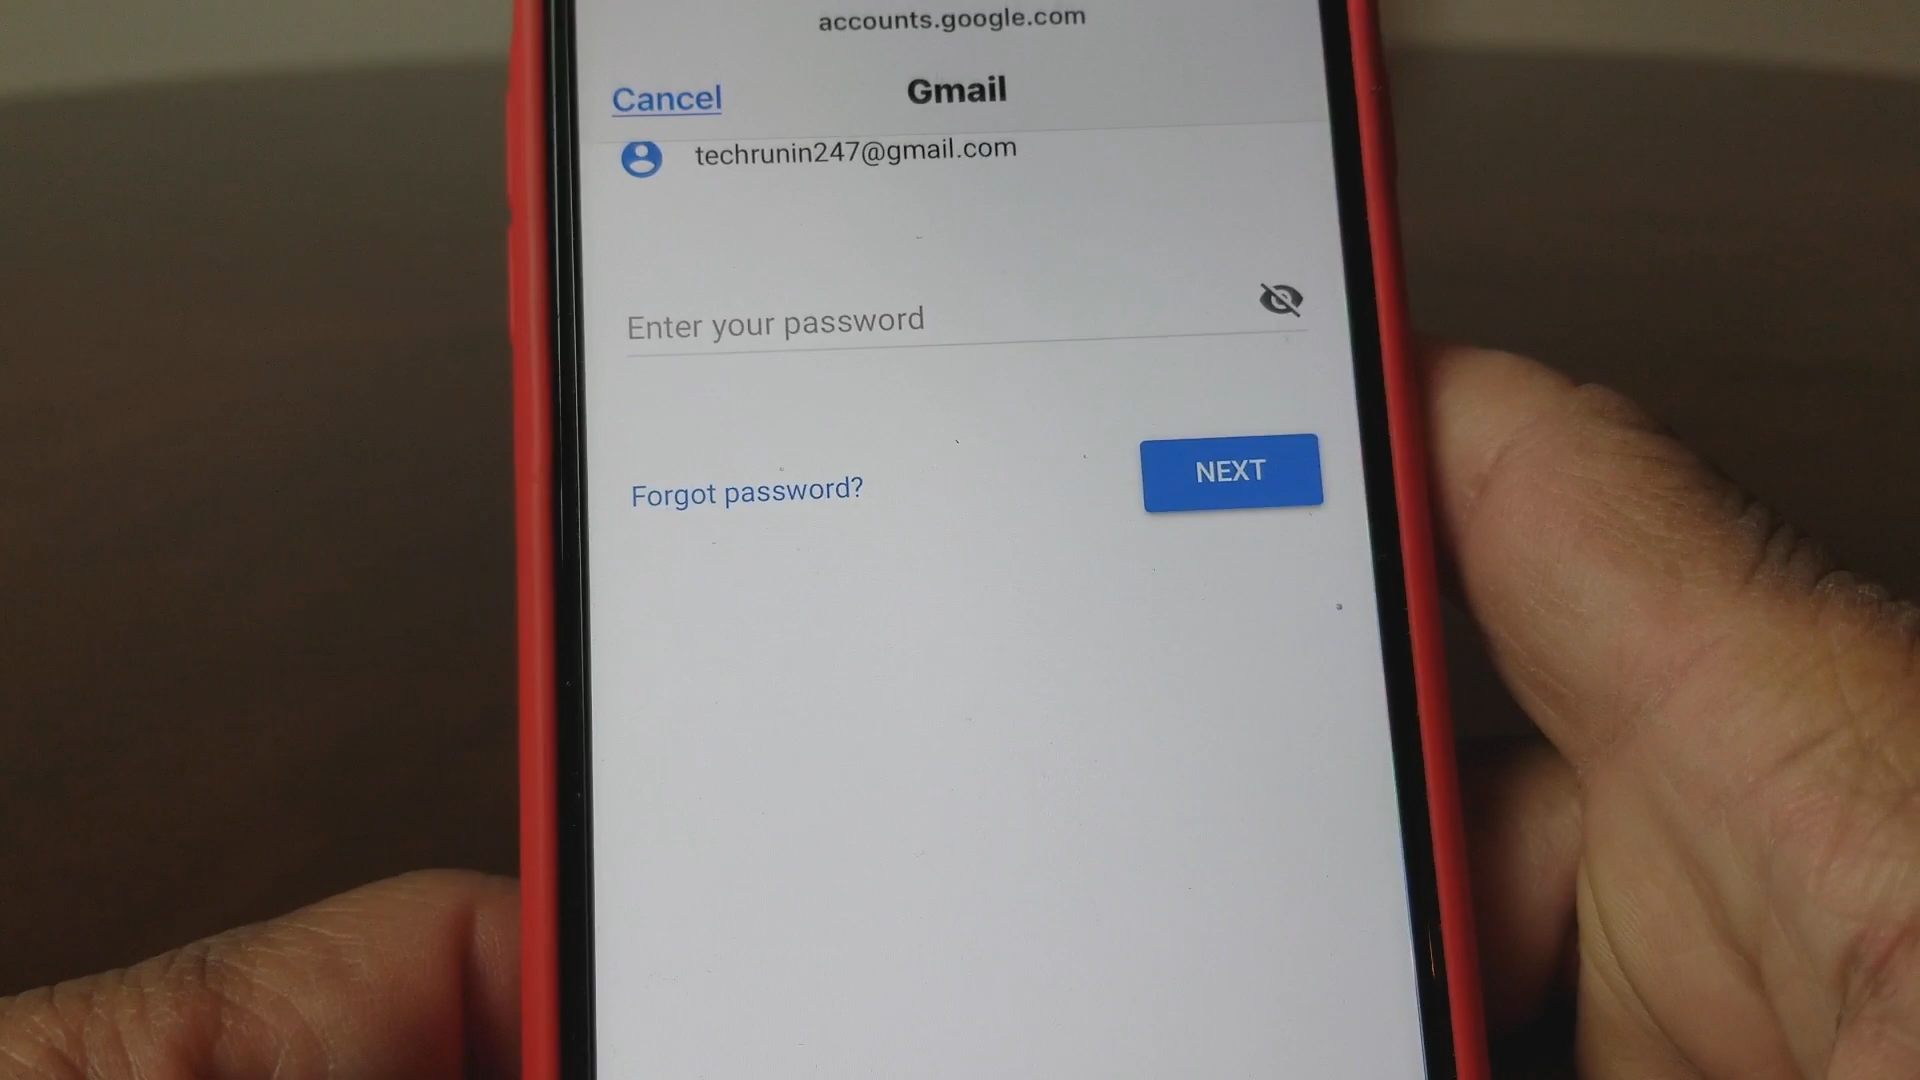 accounts.google.com
Cancel
Gmail
techrunin247@gmail.com
Enter your password
Forgot password?
NEXT